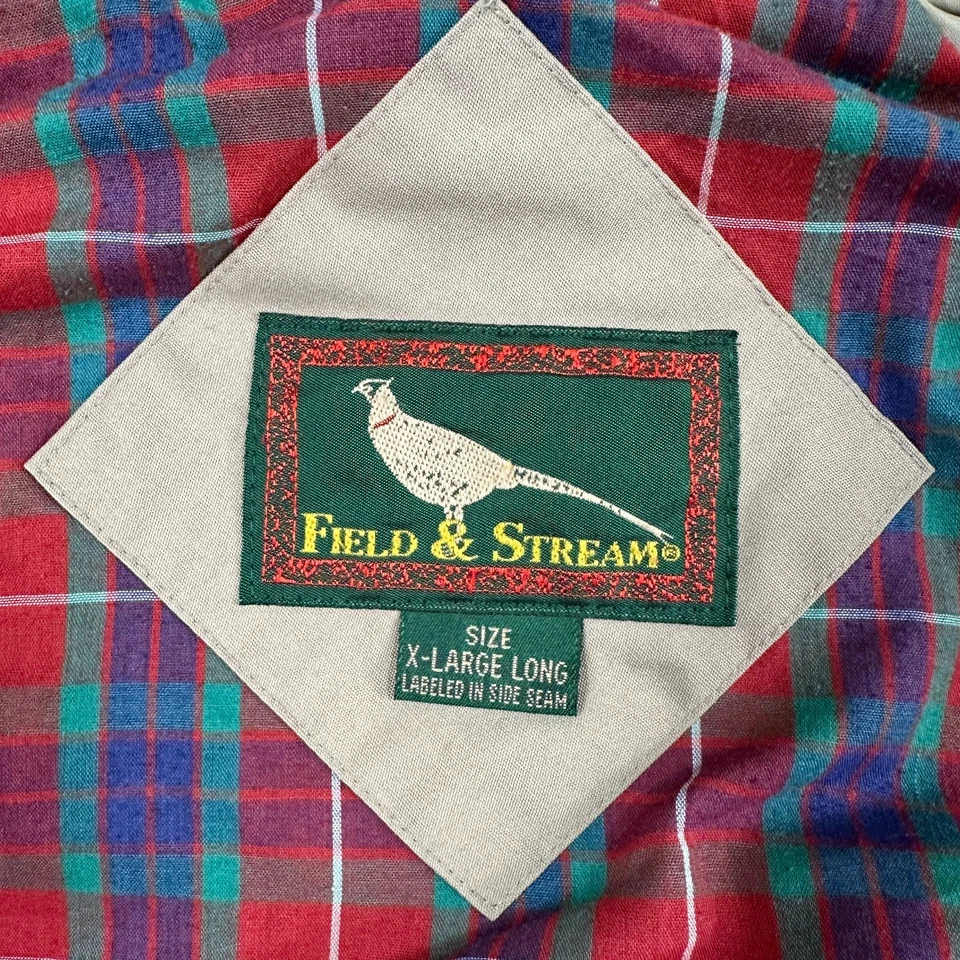 FIELD & STREAM®
SIZE
X-LARGE LONG
LABELED IN SIDE SEAM